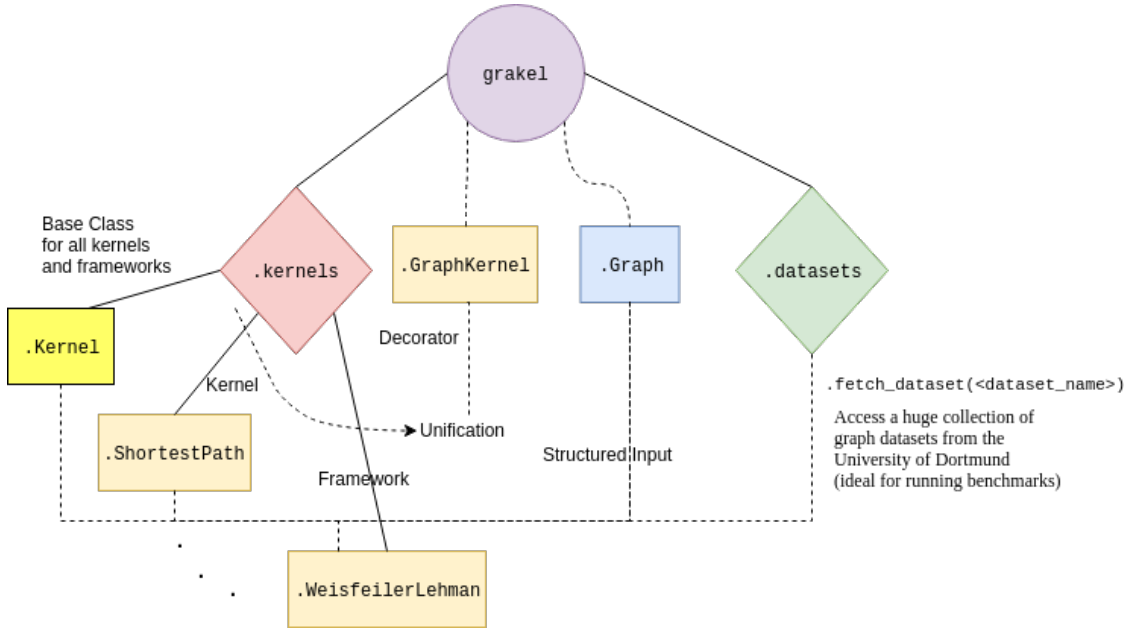 grakel
Base Class
for all kernels
and frameworks
.kernels
.GraphKernel
.Graph
.datasets
.Kernel
Decorator
Kernel
.fetch_dataset(<dataset_name>)
Access a huge collection of
graph datasets from the
University of Dortmund
(ideal for running benchmarks)
Unification
.ShortestPath
Structured Input
Framework
.WeisfeilerLehman